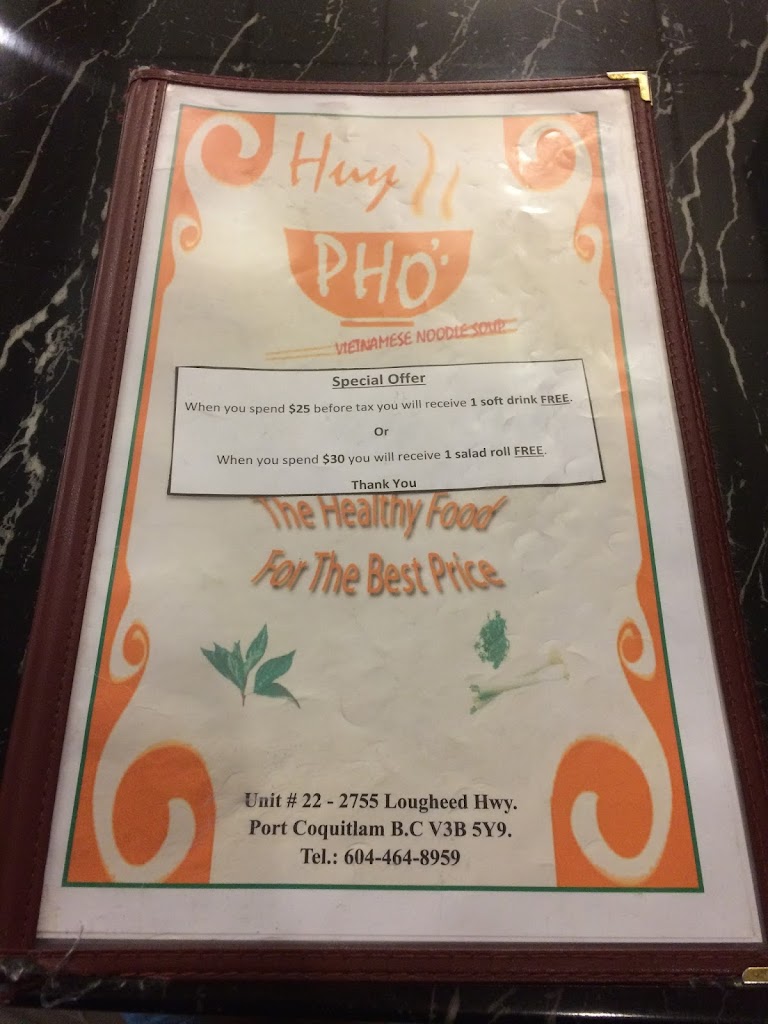 Huy
PHỞ
VIETNAMESE NOODLE SOUP
Special Offer
When you spend $25 before tax you will receive 1 soft drink FREE.
Or
When you spend $30 you will receive 1 salad roll FREE.
Thank You
The Healthy Food
For The Best Price
Unit # 22 - 2755 Lougheed Hwy.
Port Coquitlam B.C V3B 5Y9.
Tel.: 604-464-8959